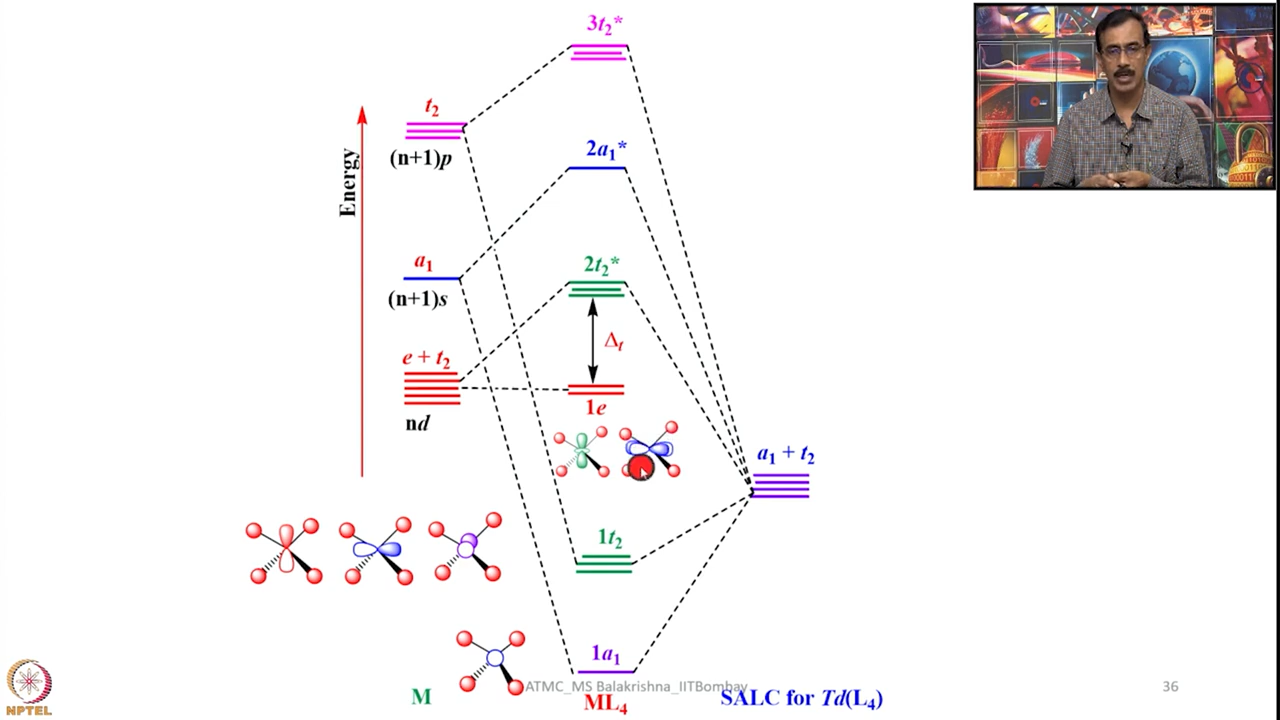 3t₂*
t₂
(n+1)p
2a₁*
Energy
a₁
(n+1)s
2t₂*
Δₜ
e + t₂
nd
1e
a₁ + t₂
1t₂
1a₁
ATMC_MS Balakrishna_IITBombay
36
M
ML₄
SALC for Td(L₄)
NPTEL